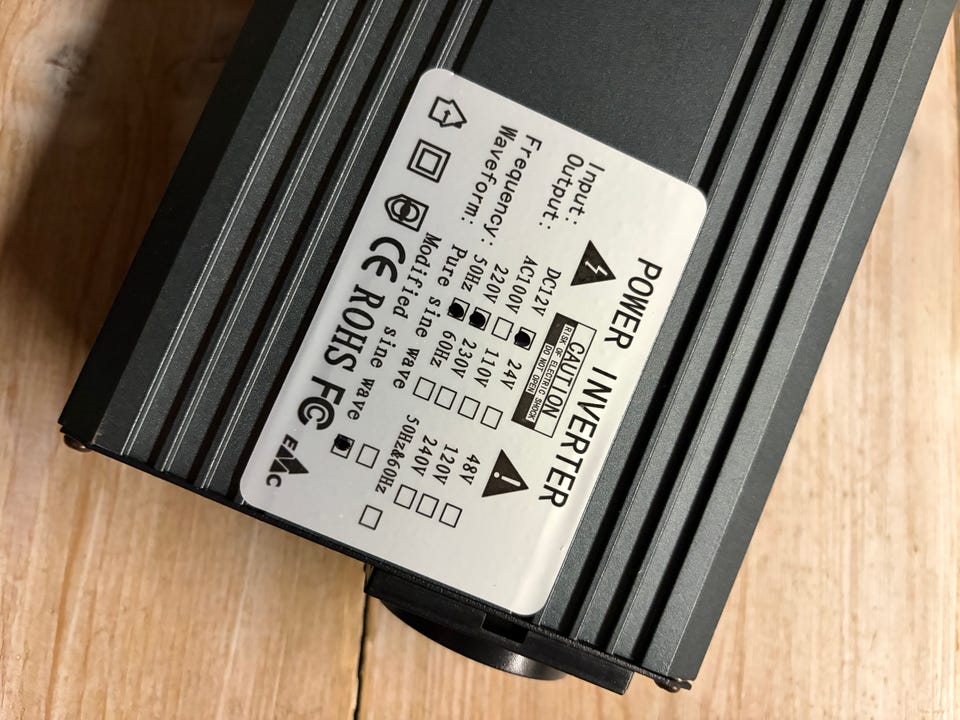 POWER INVERTER
CAUTION
RISK OF ELECTRIC SHOCK
DO NOT OPEN
Input: DC12V ■ 24V □ 48V □
Output: AC100V □ 110V □ 120V □
220V ■ 230V □ 240V □
Frequency: 50Hz ■ 60Hz □ 50Hz&60Hz □
Waveform: Pure sine wave □
Modified sine wave ■
CE ROHS FC EMC